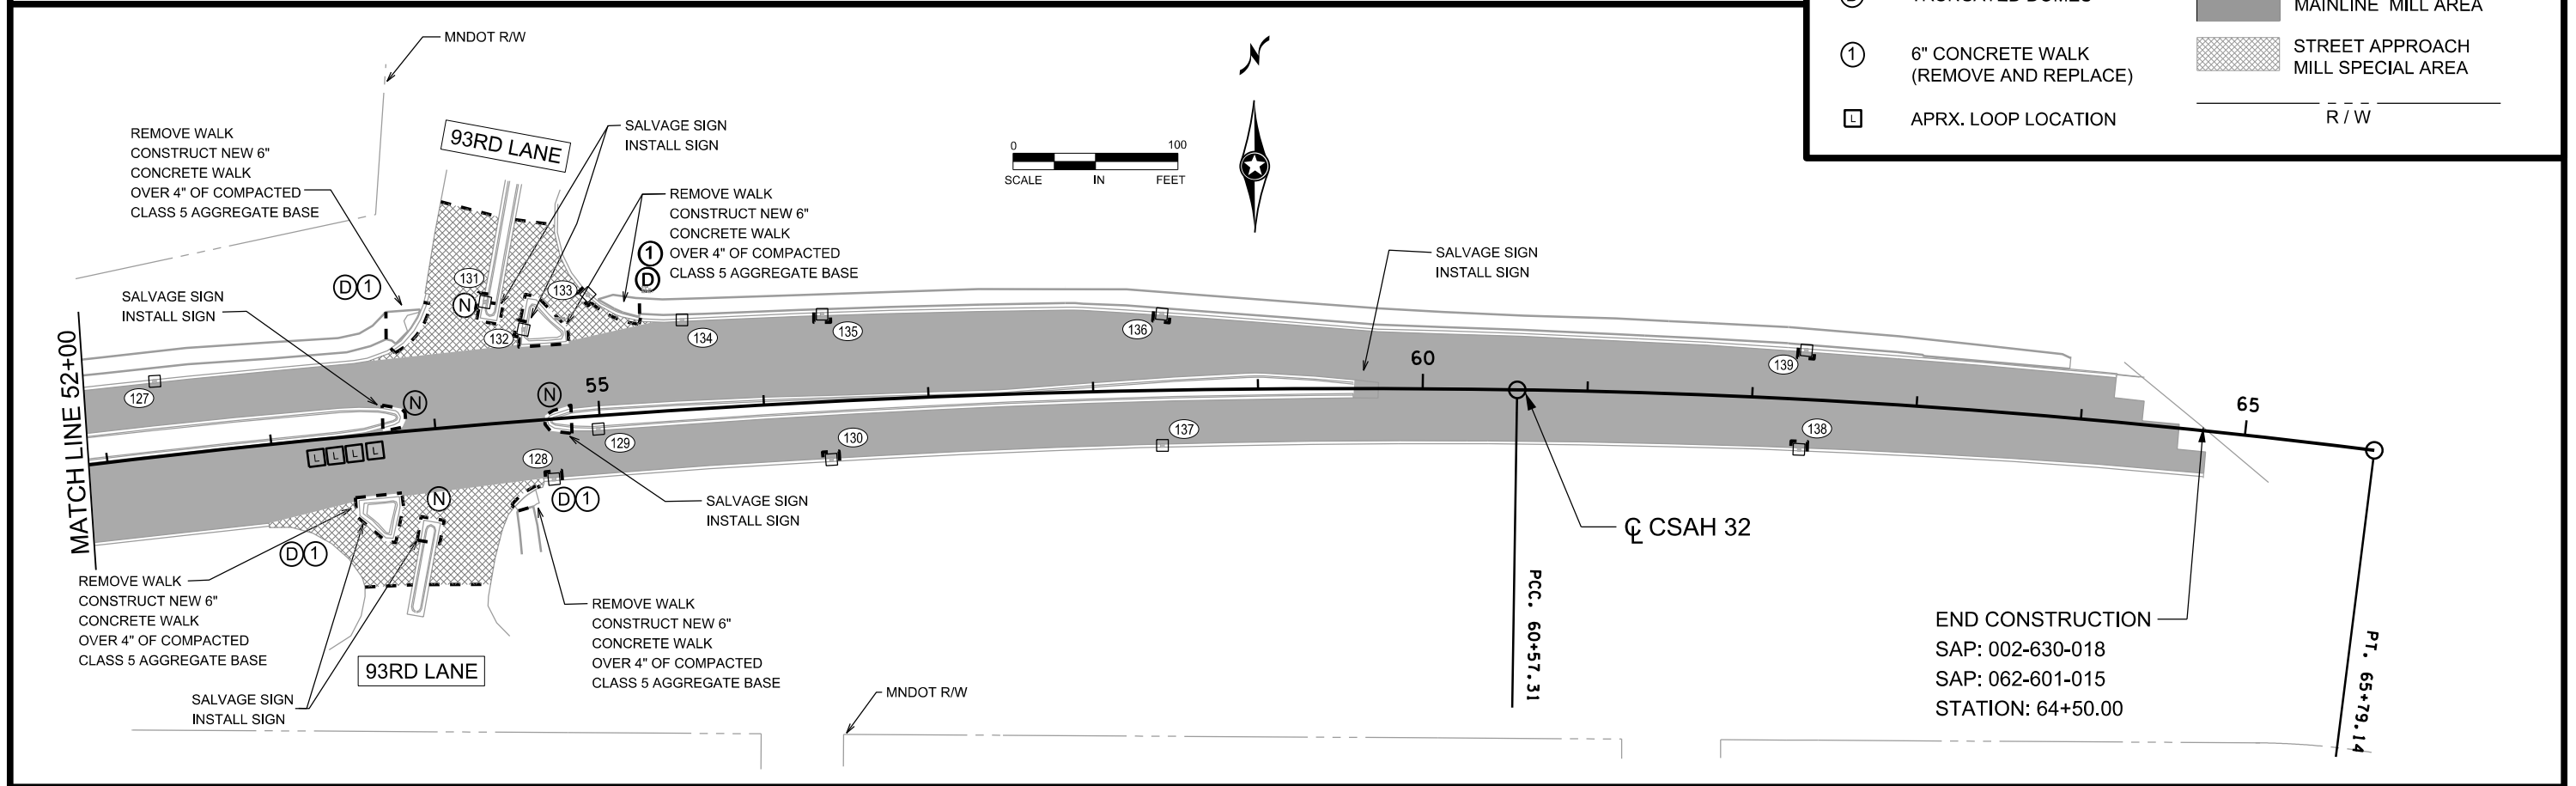 TRUNCATED DOMES
MAINLINE MILL AREA
1
6" CONCRETE WALK
(REMOVE AND REPLACE)
STREET APPROACH
MILL SPECIAL AREA
L
APRX. LOOP LOCATION
R / W
MNDOT R/W
N
0
100
SCALE IN FEET
REMOVE WALK
CONSTRUCT NEW 6"
CONCRETE WALK
OVER 4" OF COMPACTED
CLASS 5 AGGREGATE BASE
93RD LANE
SALVAGE SIGN
INSTALL SIGN
REMOVE WALK
CONSTRUCT NEW 6"
CONCRETE WALK
1 OVER 4" OF COMPACTED
D CLASS 5 AGGREGATE BASE
SALVAGE SIGN
INSTALL SIGN
D 1
131
N
133
132
134
135
136
139
SALVAGE SIGN
INSTALL SIGN
MATCH LINE 52+00
127
N
N
55
60
65
129
130
137
138
128
L L L L
N
D 1
D 1
SALVAGE SIGN
INSTALL SIGN
℄ CSAH 32
REMOVE WALK
CONSTRUCT NEW 6"
CONCRETE WALK
OVER 4" OF COMPACTED
CLASS 5 AGGREGATE BASE
93RD LANE
SALVAGE SIGN
INSTALL SIGN
REMOVE WALK
CONSTRUCT NEW 6"
CONCRETE WALK
OVER 4" OF COMPACTED
CLASS 5 AGGREGATE BASE
MNDOT R/W
PCC. 60+57.31
END CONSTRUCTION
SAP: 002-630-018
SAP: 062-601-015
STATION: 64+50.00
PT. 65+79.14